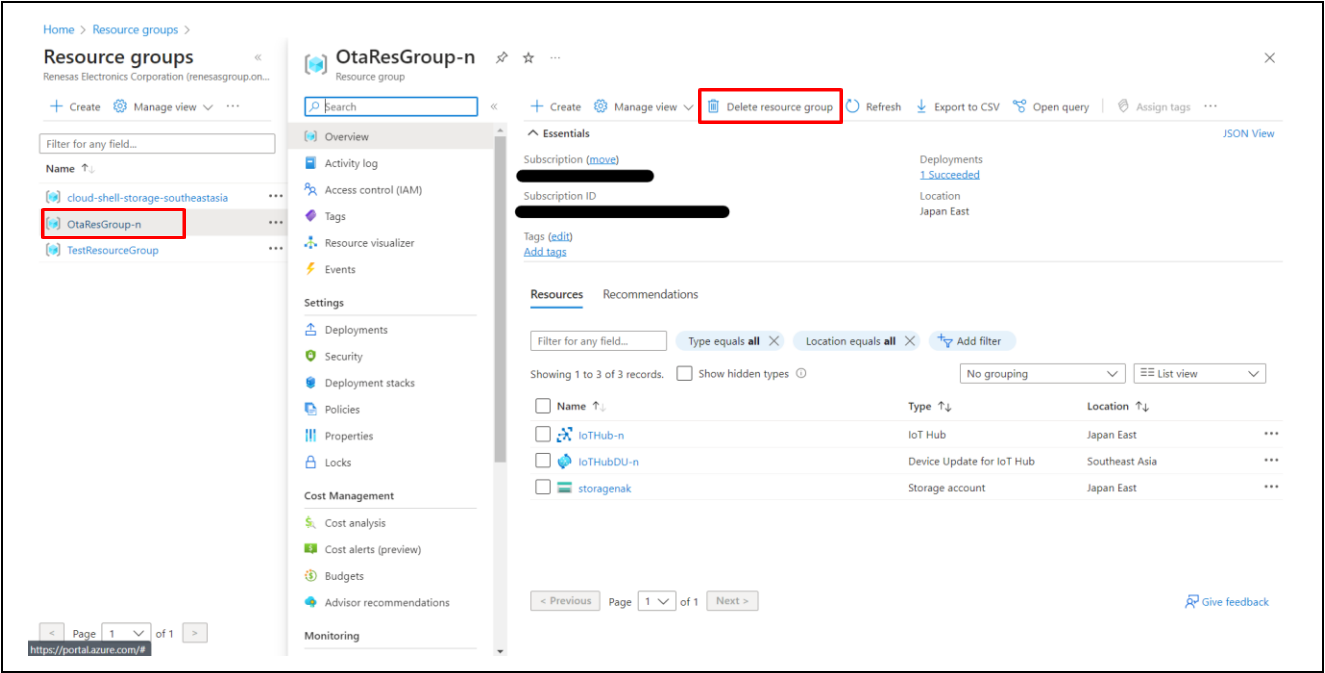 Home > Resource groups >
Resource groups «
Renesas Electronics Corporation (renesasgroup.on...
+ Create Manage view ...
Filter for any field...
Name ↑↓
cloud-shell-storage-southeastasia ...
OtaResGroup-n ...
TestResourceGroup ...
< Page 1 of 1 >
https://portal.azure.com/#
OtaResGroup-n ...
Resource group
Search «
Overview
Activity log
Access control (IAM)
Tags
Resource visualizer
Events
Settings
Deployments
Security
Deployment stacks
Policies
Properties
Locks
Cost Management
Cost analysis
Cost alerts (preview)
Budgets
Advisor recommendations
Monitoring
+ Create Manage view Delete resource group Refresh Export to CSV Open query Assign tags ...
Essentials JSON View
Subscription (move)
Subscription ID
Tags (edit)
Add tags
Deployments
1 Succeeded
Location
Japan East
Resources Recommendations
Filter for any field... Type equals all Location equals all Add filter
Showing 1 to 3 of 3 records. Show hidden types No grouping List view
Name ↑↓ Type ↑↓ Location ↑↓
IoTHub-n IoT Hub Japan East ...
IoTHubDU-n Device Update for IoT Hub Southeast Asia ...
storagenak Storage account Japan East ...
< Previous Page 1 of 1 Next > Give feedback